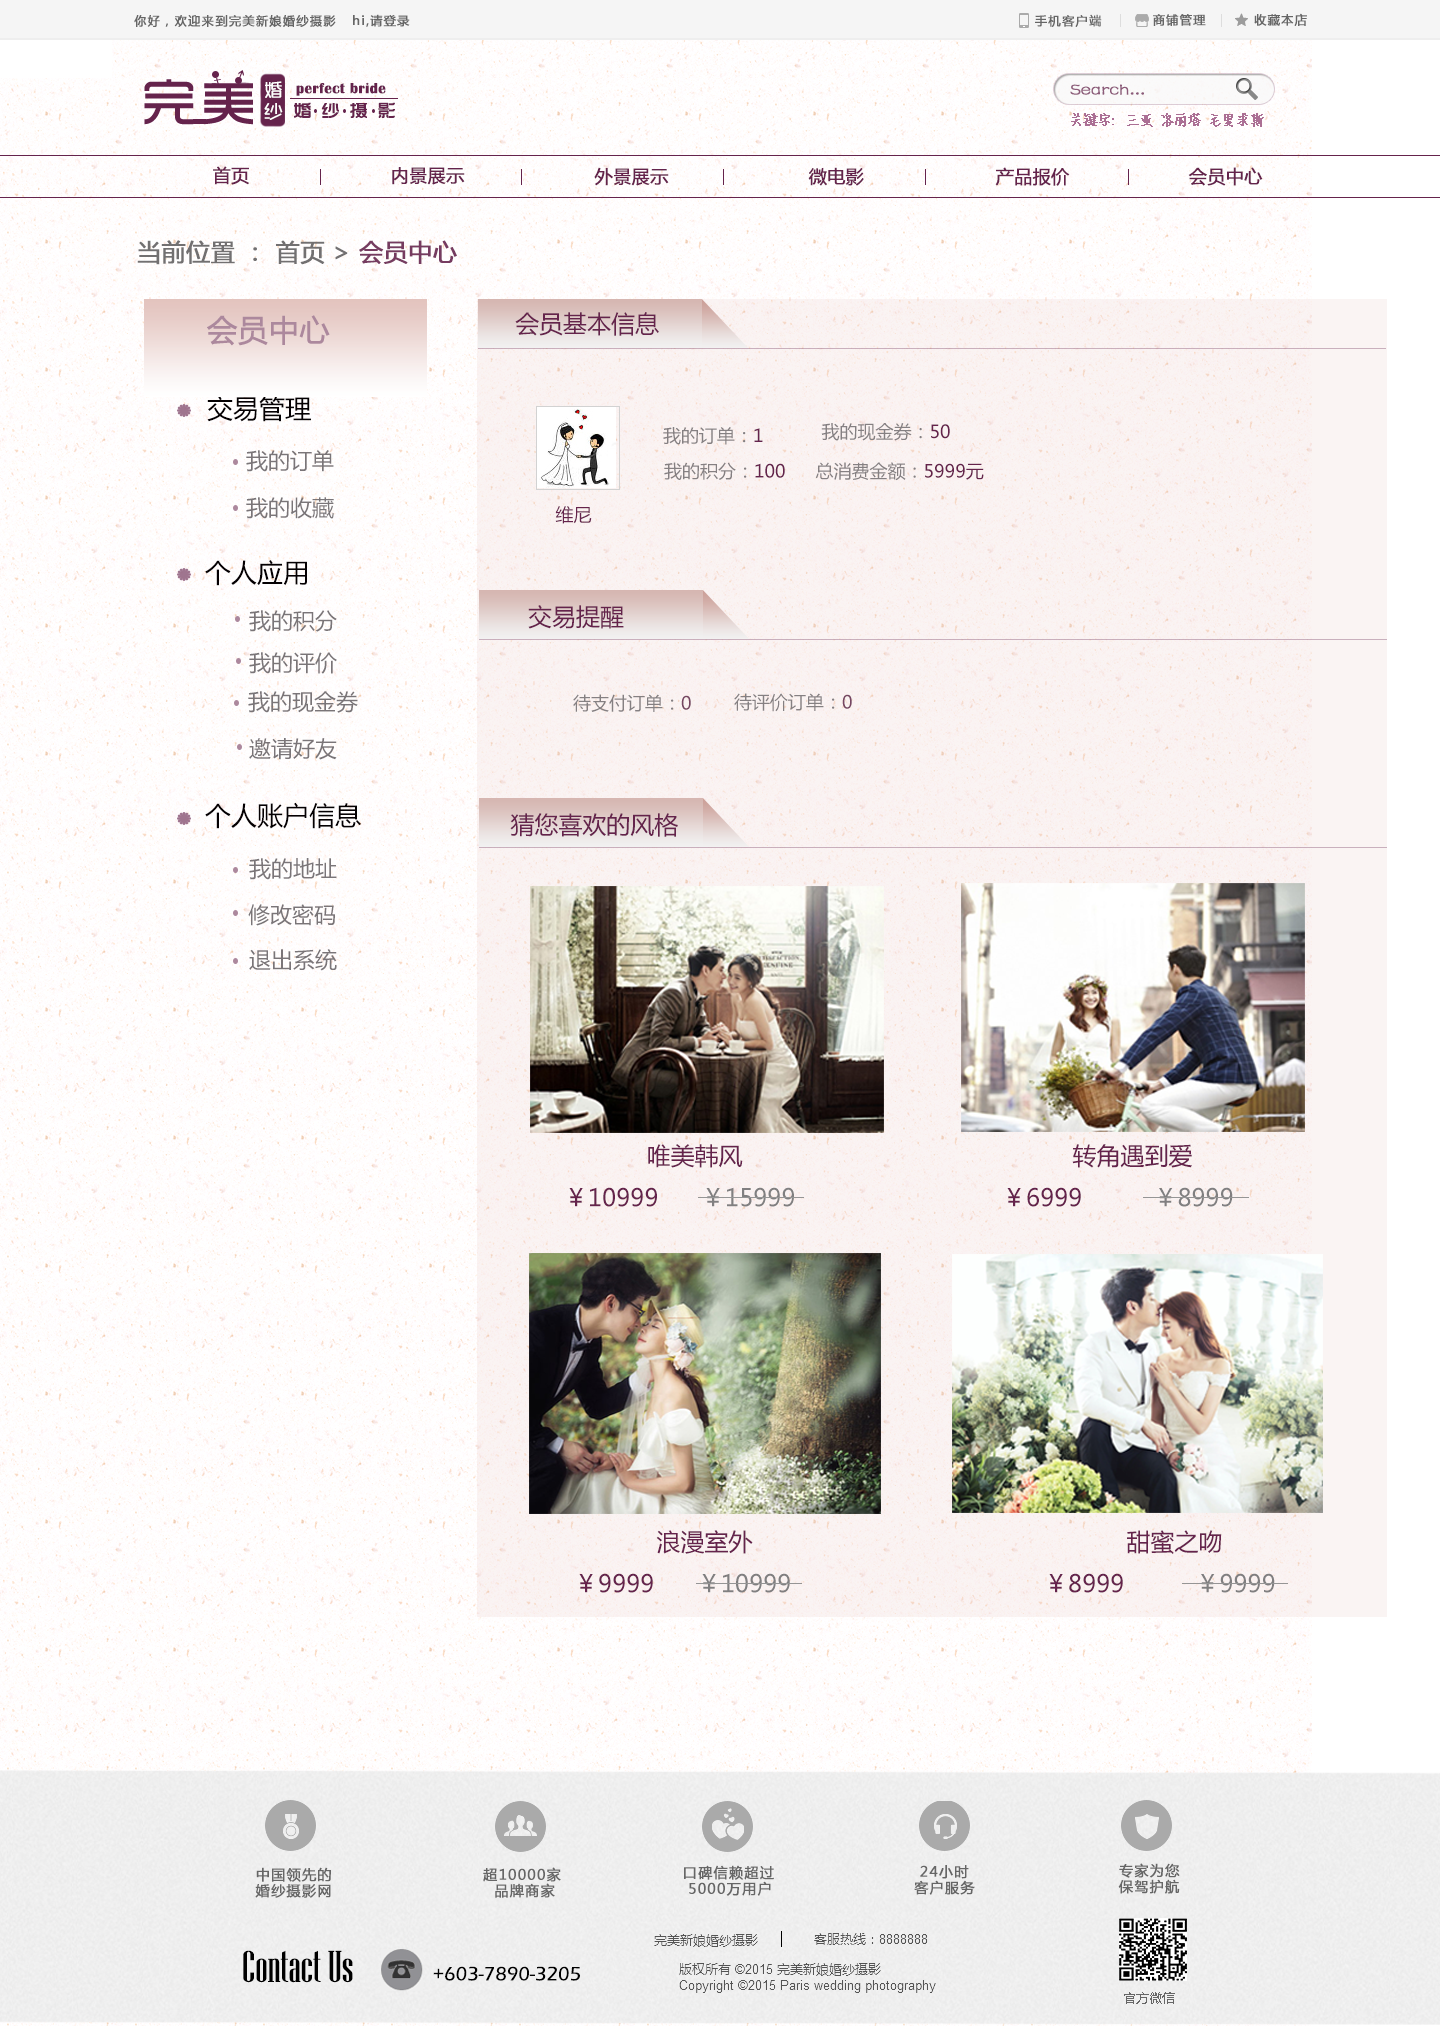 你好，欢迎来到完美新娘婚纱摄影 hi,请登录
手机客户端 商铺管理 收藏本店
完美 婚纱 perfect bride
婚·纱·摄·影
Search...
关键字: 三亚 洛丽塔 毛里求斯
首页 内景展示 外景展示 微电影 产品报价 会员中心
当前位置 ： 首页 > 会员中心
会员中心
交易管理
我的订单
我的收藏
个人应用
我的积分
我的评价
我的现金券
邀请好友
个人账户信息
我的地址
修改密码
退出系统
会员基本信息
我的订单：1 我的现金券：50
我的积分：100 总消费金额：5999元
维尼
交易提醒
待支付订单：0 待评价订单：0
猜您喜欢的风格
唯美韩风 转角遇到爱
¥10999 ¥15999 ¥6999 ¥8999
浪漫室外 甜蜜之吻
¥9999 ¥10999 ¥8999 ¥9999
中国领先的
婚纱摄影网
超10000家
品牌商家
口碑信赖超过
5000万用户
24小时
客户服务
专家为您
保驾护航
Contact Us +603-7890-3205
完美新娘婚纱摄影 客服热线：8888888
版权所有 ©2015 完美新娘婚纱摄影
Copyright ©2015 Paris wedding photography
官方微信